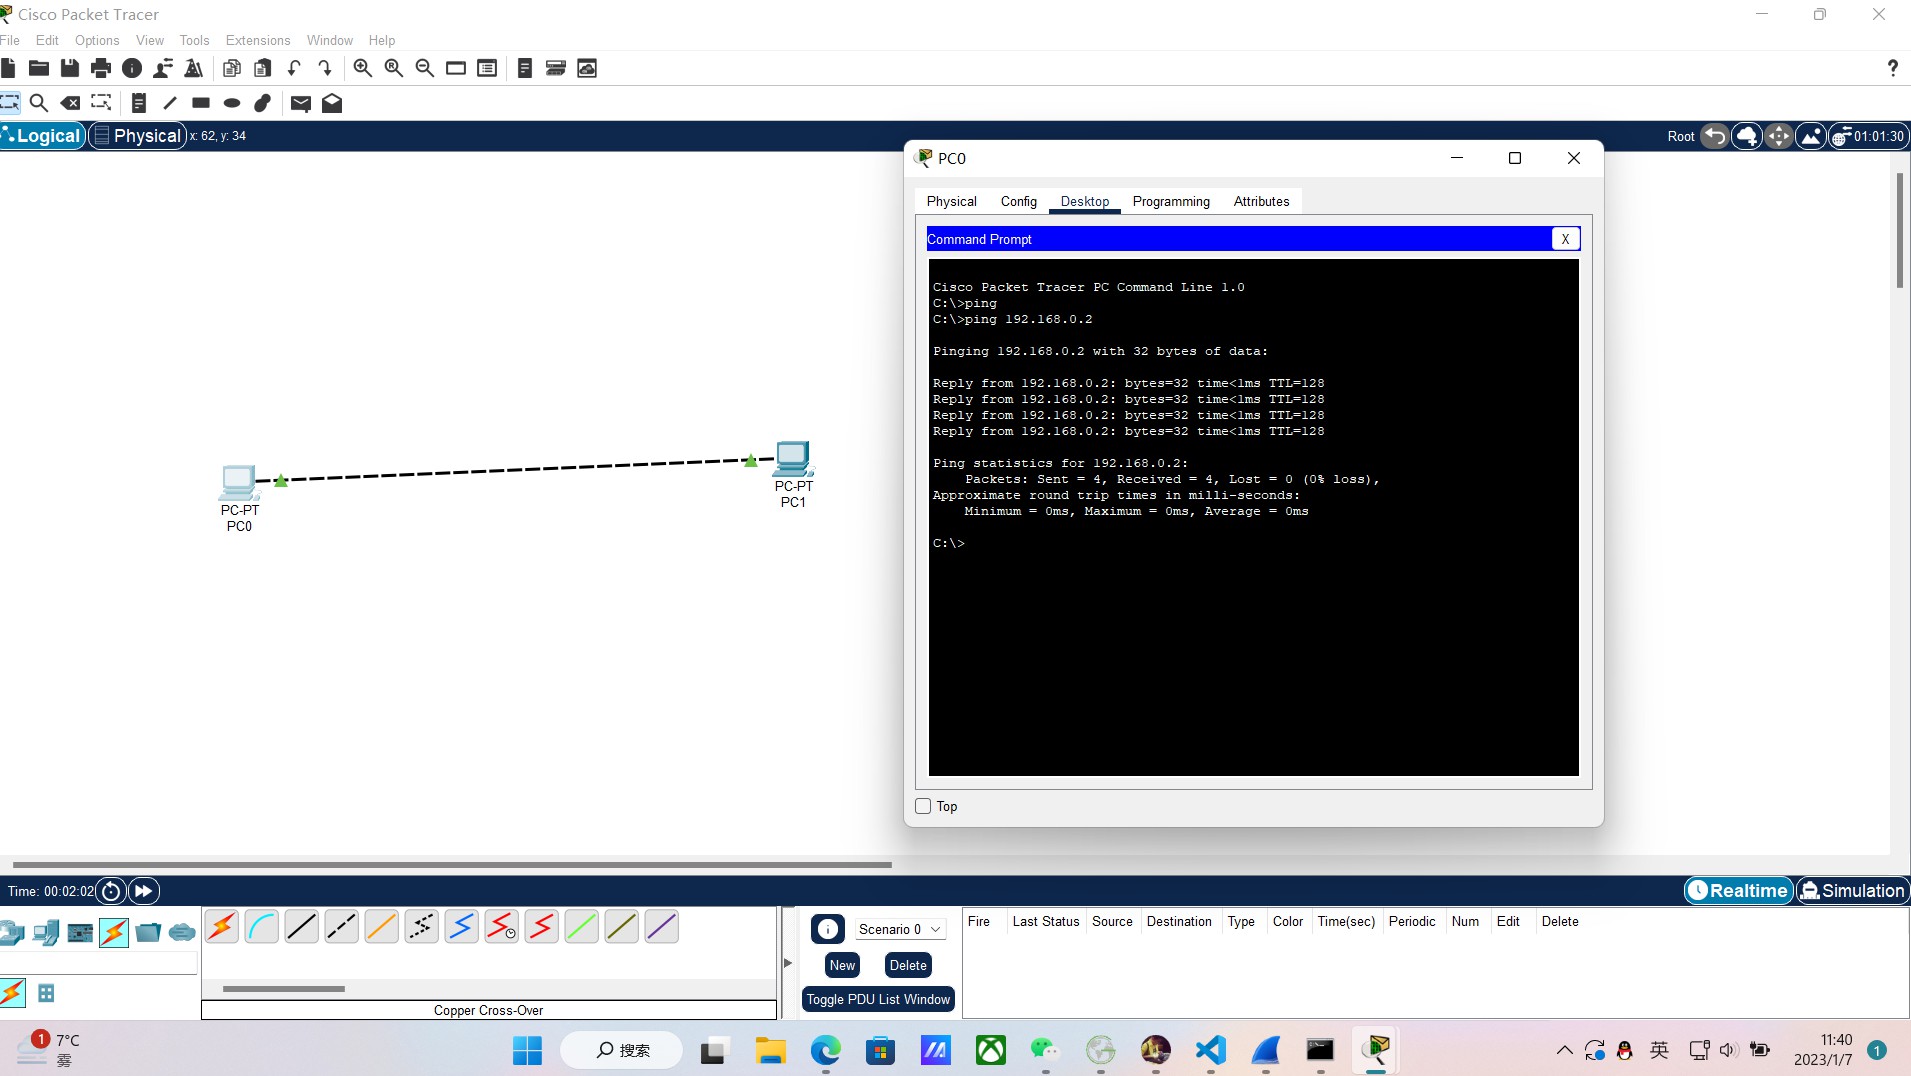 Cisco Packet Tracer
File Edit Options View Tools Extensions Window Help
Logical Physical x: 62, y: 34 Root 01:01:30
PC0
Physical Config Desktop Programming Attributes
Command Prompt X
Cisco Packet Tracer PC Command Line 1.0
C:\>ping
C:\>ping 192.168.0.2
Pinging 192.168.0.2 with 32 bytes of data:
Reply from 192.168.0.2: bytes=32 time<1ms TTL=128
Reply from 192.168.0.2: bytes=32 time<1ms TTL=128
Reply from 192.168.0.2: bytes=32 time<1ms TTL=128
Reply from 192.168.0.2: bytes=32 time<1ms TTL=128
Ping statistics for 192.168.0.2:
Packets: Sent = 4, Received = 4, Lost = 0 (0% loss),
Approximate round trip times in milli-seconds:
Minimum = 0ms, Maximum = 0ms, Average = 0ms
C:\>
Top
PC-PT
PC0
PC-PT
PC1
Time: 00:02:02 Realtime Simulation
Scenario 0
New Delete
Toggle PDU List Window
Fire Last Status Source Destination Type Color Time(sec) Periodic Num Edit Delete
Copper Cross-Over
1 7°C
雾
搜索
英
11:40
2023/1/7
1